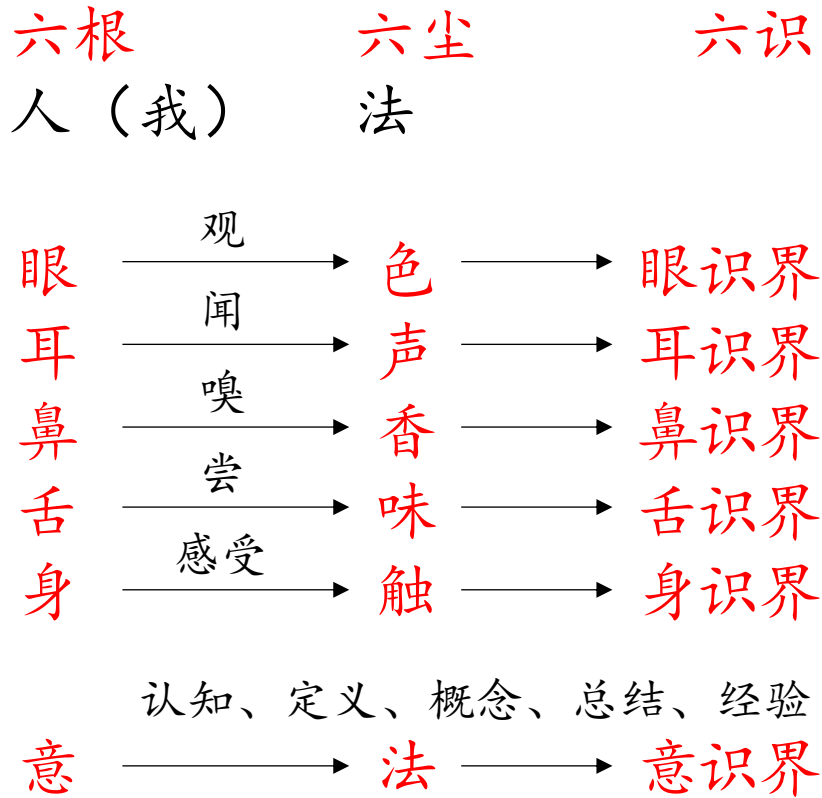 六根 六尘 六识
人（我） 法
观
眼 色 眼识界
闻
耳 声 耳识界
嗅
鼻 香 鼻识界
尝
舌 味 舌识界
感受
身 触 身识界
认知、定义、概念、总结、经验
意 法 意识界